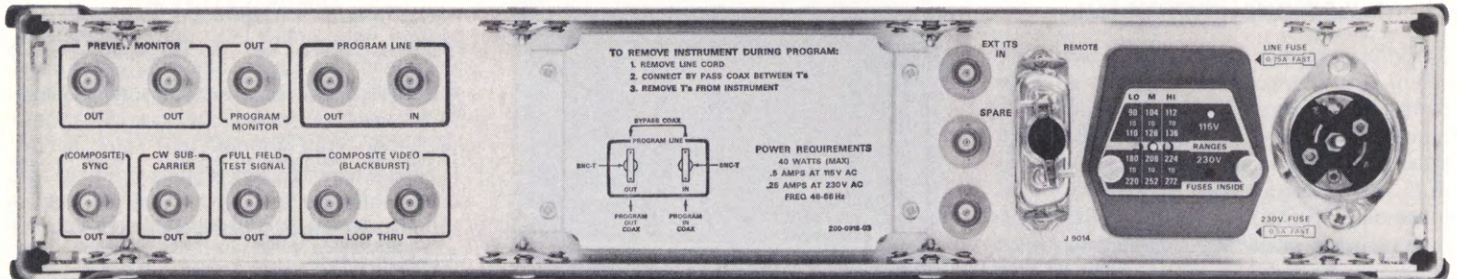 PREVIEW MONITOR
OUT
OUT
OUT
PROGRAM
MONITOR
PROGRAM LINE
OUT
IN
(COMPOSITE)
SYNC
OUT
CW SUB-
CARRIER
OUT
FULL FIELD
TEST SIGNAL
OUT
COMPOSITE VIDEO
(BLACKBURST)
LOOP THRU
TO REMOVE INSTRUMENT DURING PROGRAM:
1. REMOVE LINE CORD
2. CONNECT BY PASS COAX BETWEEN T's
3. REMOVE T's FROM INSTRUMENT
BYPASS COAX
PROGRAM LINE
BNC-T
BNC-T
OUT
IN
PROGRAM
OUT
COAX
PROGRAM
IN
COAX
POWER REQUIREMENTS
40 WATTS (MAX)
.5 AMPS AT 115V AC
.25 AMPS AT 230V AC
FREQ 48-66Hz
200-0918-03
EXT ITS
IN
SPARE
REMOTE
J 9014
LO M HI
90 104 112
TO TO TO
110 126 136
115V
RANGES
180 208 224
TO TO TO
220 252 272
230V
FUSES INSIDE
LINE FUSE
0.75A FAST
230V. FUSE
0.5A FAST